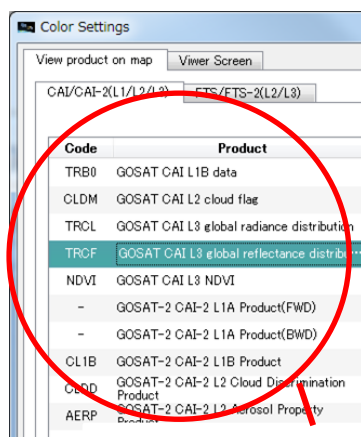 Color Settings
View product on map Viwer Screen
CAI/CAI-2(L1/L2/L3) FTS/FTS-2(L2/L3)
Code Product
TRB0 GOSAT CAI L1B data
CLDM GOSAT CAI L2 cloud flag
TRCL GOSAT CAI L3 global radiance distribution
TRCF GOSAT CAI L3 global reflectance distribu...
NDVI GOSAT CAI L3 NDVI
- GOSAT-2 CAI-2 L1A Product(FWD)
- GOSAT-2 CAI-2 L1A Product(BWD)
CL1B GOSAT-2 CAI-2 L1B Product
CLDD GOSAT-2 CAI-2 L2 Cloud Discrimination
Product
AERP GOSAT-2 CAI-2 L2 Aerosol Property
Product